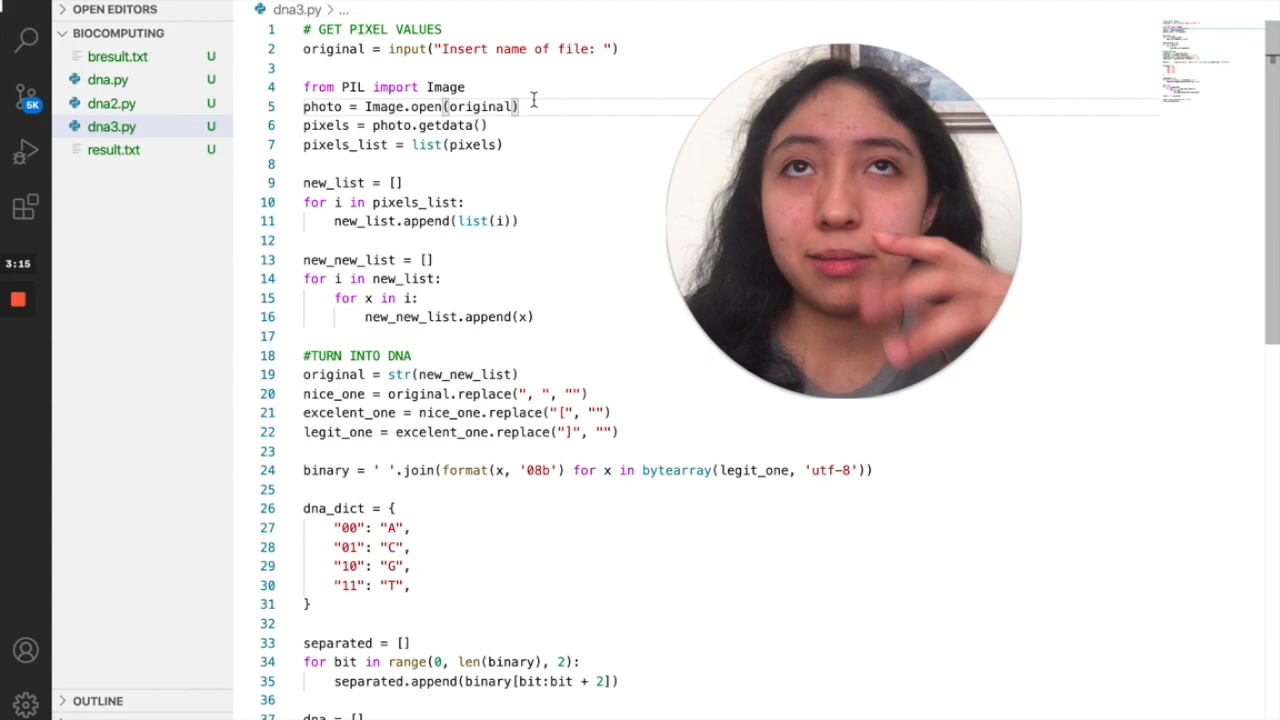 OPEN EDITORS
BIOCOMPUTING
bresult.txt U
dna.py U
dna2.py U
dna3.py U
result.txt U
5K
3:15
OUTLINE
dna3.py > ...
1 # GET PIXEL VALUES
2 original = input("Insert name of file: ")
3
4 from PIL import Image
5 photo = Image.open(original)
6 pixels = photo.getdata()
7 pixels_list = list(pixels)
8
9 new_list = []
10 for i in pixels_list:
11     new_list.append(list(i))
12
13 new_new_list = []
14 for i in new_list:
15     for x in i:
16         new_new_list.append(x)
17
18 #TURN INTO DNA
19 original = str(new_new_list)
20 nice_one = original.replace(", ", "")
21 excelent_one = nice_one.replace("[", "")
22 legit_one = excelent_one.replace("]", "")
23
24 binary = ' '.join(format(x, '08b') for x in bytearray(legit_one, 'utf-8'))
25
26 dna_dict = {
27     "00": "A",
28     "01": "C",
29     "10": "G",
30     "11": "T",
31 }
32
33 separated = []
34 for bit in range(0, len(binary), 2):
35     separated.append(binary[bit:bit + 2])
36
37 dna = []